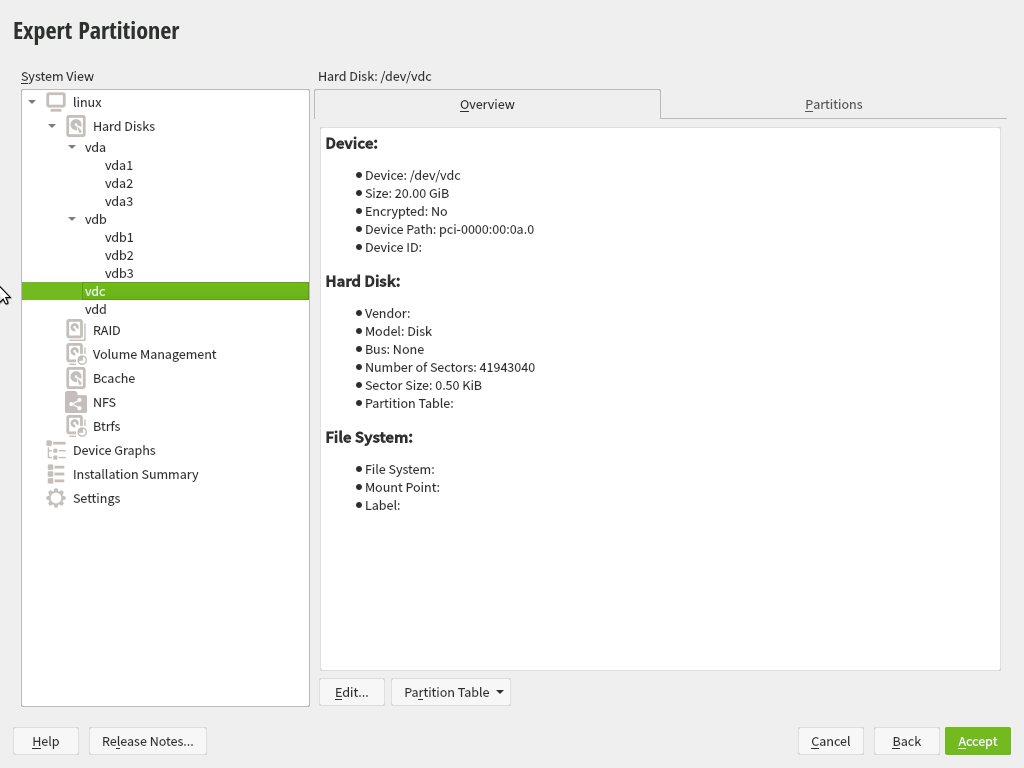 Expert Partitioner
System View
Hard Disk: /dev/vdc
linux
Hard Disks
vda
vda1
vda2
vda3
vdb
vdb1
vdb2
vdb3
vdc
vdd
RAID
Volume Management
Bcache
NFS
Btrfs
Device Graphs
Installation Summary
Settings
Overview
Partitions
Device:
Device: /dev/vdc
Size: 20.00 GiB
Encrypted: No
Device Path: pci-0000:00:0a.0
Device ID:
Hard Disk:
Vendor:
Model: Disk
Bus: None
Number of Sectors: 41943040
Sector Size: 0.50 KiB
Partition Table:
File System:
File System:
Mount Point:
Label:
Edit...
Partition Table
Help
Release Notes...
Cancel
Back
Accept